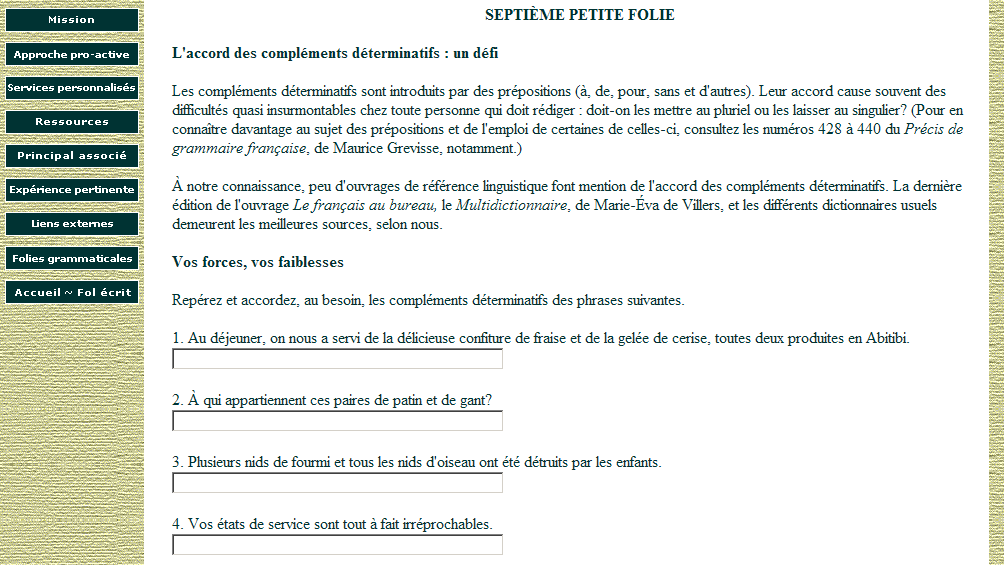 Mission
Approche pro-active
Services personnalisés
Ressources
Principal associé
Expérience pertinente
Liens externes
Folies grammaticales
Accueil ~ Fol écrit
SEPTIÈME PETITE FOLIE
L'accord des compléments déterminatifs : un défi
Les compléments déterminatifs sont introduits par des prépositions (à, de, pour, sans et d'autres). Leur accord cause souvent des
difficultés quasi insurmontables chez toute personne qui doit rédiger : doit-on les mettre au pluriel ou les laisser au singulier? (Pour en
connaître davantage au sujet des prépositions et de l'emploi de certaines de celles-ci, consultez les numéros 428 à 440 du Précis de
grammaire française, de Maurice Grevisse, notamment.)
À notre connaissance, peu d'ouvrages de référence linguistique font mention de l'accord des compléments déterminatifs. La dernière
édition de l'ouvrage Le français au bureau, le Multidictionnaire, de Marie-Éva de Villers, et les différents dictionnaires usuels
demeurent les meilleures sources, selon nous.
Vos forces, vos faiblesses
Repérez et accordez, au besoin, les compléments déterminatifs des phrases suivantes.
1. Au déjeuner, on nous a servi de la délicieuse confiture de fraise et de la gelée de cerise, toutes deux produites en Abitibi.
2. À qui appartiennent ces paires de patin et de gant?
3. Plusieurs nids de fourmi et tous les nids d'oiseau ont été détruits par les enfants.
4. Vos états de service sont tout à fait irréprochables.